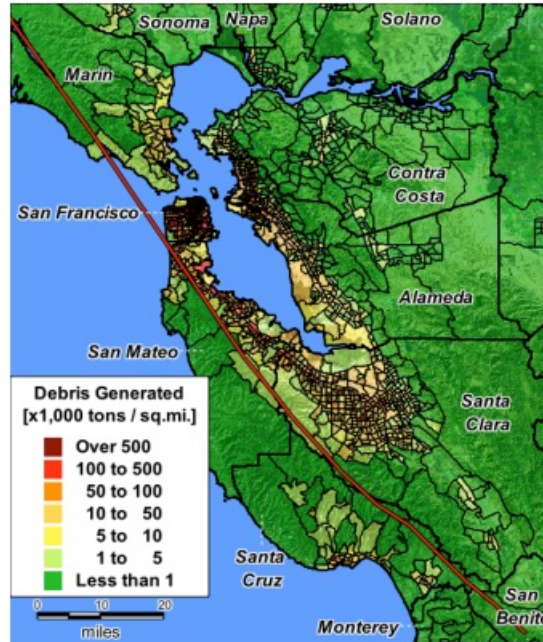 Sonoma
Napa
Solano
Marin
Contra
Costa
San Francisco
Alameda
San Mateo
Debris Generated
[x1,000 tons / sq.mi.]
Over 500
100 to 500
50 to 100
10 to 50
5 to 10
1 to 5
Less than 1
Santa
Clara
Santa
Cruz
San
Benito
Monterey
0 10 20
miles